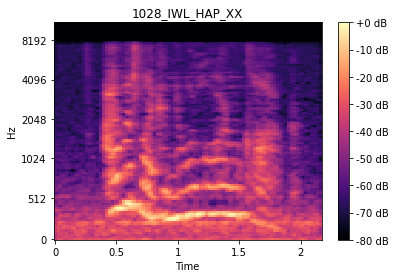 1028_IWL_HAP_XX
+0 dB
8192
-10 dB
4096
-20 dB
-30 dB
2048
Hz
-40 dB
1024
-50 dB
512
-60 dB
-70 dB
0
-80 dB
0
0.5
1
1.5
2
Time